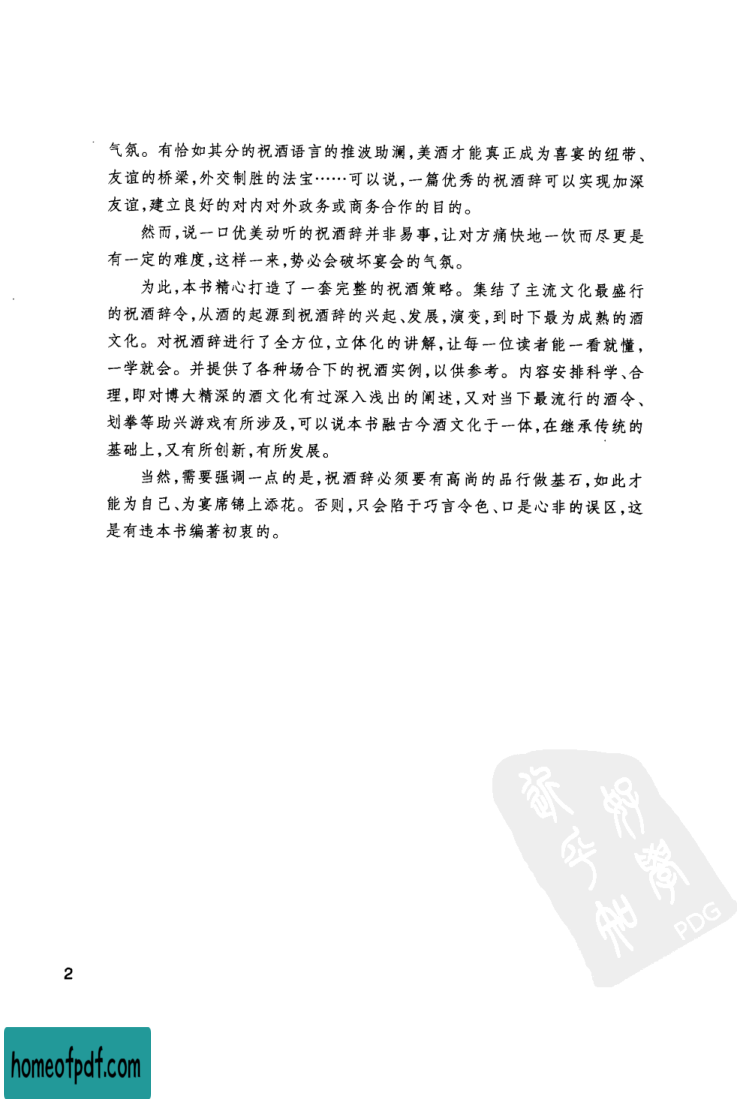 气氛。有恰如其分的祝酒语言的推波助澜,美酒才能真正成为喜宴的纽带、
友谊的桥梁,外交制胜的法宝……可以说,一篇优秀的祝酒辞可以实现加深
友谊,建立良好的对内对外政务或商务合作的目的。
然而,说一口优美动听的祝酒辞并非易事,让对方痛快地一饮而尽更是
有一定的难度,这样一来,势必会破坏宴会的气氛。
为此,本书精心打造了一套完整的祝酒策略。集结了主流文化最盛行
的祝酒辞令,从酒的起源到祝酒辞的兴起、发展,演变,到时下最为成熟的酒
文化。对祝酒辞进行了全方位,立体化的讲解,让每一位读者能一看就懂,
一学就会。并提供了各种场合下的祝酒实例,以供参考。内容安排科学、合
理,即对博大精深的酒文化有过深入浅出的阐述,又对当下最流行的酒令、
划拳等助兴游戏有所涉及,可以说本书融古今酒文化于一体,在继承传统的
基础上,又有所创新,有所发展。
当然,需要强调一点的是,祝酒辞必须要有高尚的品行做基石,如此才
能为自己、为宴席锦上添花。否则,只会陷于巧言令色、口是心非的误区,这
是有违本书编著初衷的。
好学
欲乎知
PDG
2
homeofpdf.com